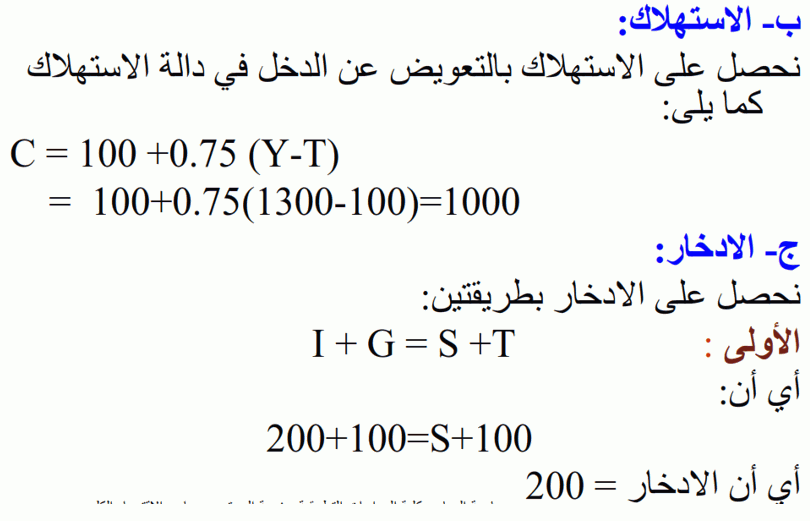 ب- الاستهلاك:
نحصل على الاستهلاك بالتعويض عن الدخل في دالة الاستهلاك
كما يلى:
C = 100 +0.75 (Y-T)
= 100+0.75(1300-100)=1000
ج- الادخار:
نحصل على الادخار بطريقتين:
الأولى : I + G = S +T
أي أن:
200+100=S+100
أي أن الادخار = 200